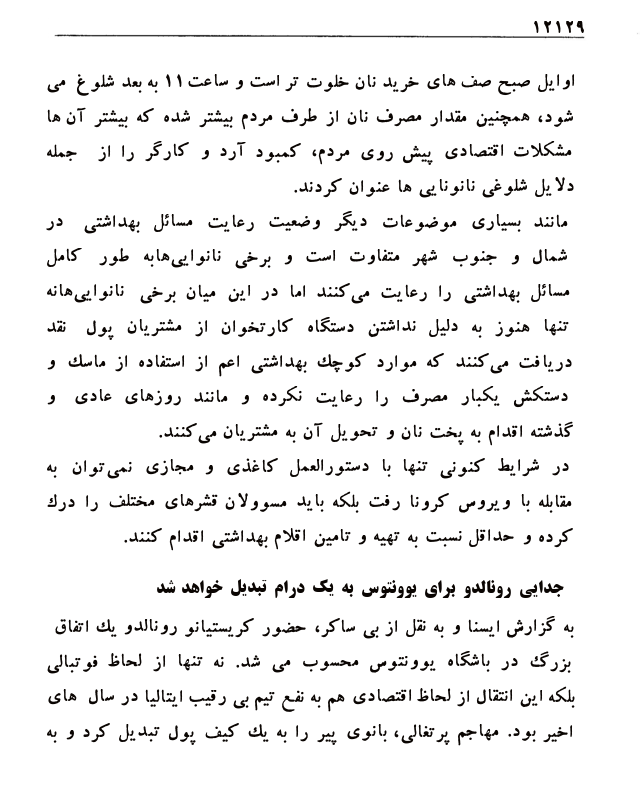 ۱۲۱۲۹
اوایل صبح صف های خرید نان خلوت تر است و ساعت ۱۱ به بعد شلوغ می
شود، همچنین مقدار مصرف نان از طرف مردم بیشتر شده که بیشتر آن ها
مشکلات اقتصادی پیش روی مردم، کمبود آرد و کارگر را از جمله
دلایل شلوغی نانوایی ها عنوان کردند.
مانند بسیاری موضوعات دیگر وضعیت رعایت مسائل بهداشتی در
شمال و جنوب شهر متفاوت است و برخی نانوایی‌هابه طور کامل
مسائل بهداشتی را رعایت می‌کنند اما در این میان برخی نانوایی‌هانه
تنها هنوز به دلیل نداشتن دستگاه کارتخوان از مشتریان پول نقد
دریافت می‌کنند که موارد کوچک بهداشتی اعم از استفاده از ماسک و
دستکش یکبار مصرف را رعایت نکرده و مانند روزهای عادی و
گذشته اقدام به پخت نان و تحویل آن به مشتریان می‌کنند.
در شرایط کنونی تنها با دستورالعمل کاغذی و مجازی نمی‌توان به
مقابله با ویروس کرونا رفت بلکه باید مسوولان قشرهای مختلف را درک
کرده و حداقل نسبت به تهیه و تامین اقلام بهداشتی اقدام کنند.
جدایی رونالدو برای یوونتوس به یک درام تبدیل خواهد شد
به گزارش ایسنا و به نقل از بی ساکر، حضور کریستیانو رونالدو یک اتفاق
بزرگ در باشگاه یوونتوس محسوب می شد. نه تنها از لحاظ فوتبالی
بلکه این انتقال از لحاظ اقتصادی هم به نفع تیم بی رقیب ایتالیا در سال های
اخیر بود. مهاجم پرتغالی، بانوی پیر را به یک کیف پول تبدیل کرد و به